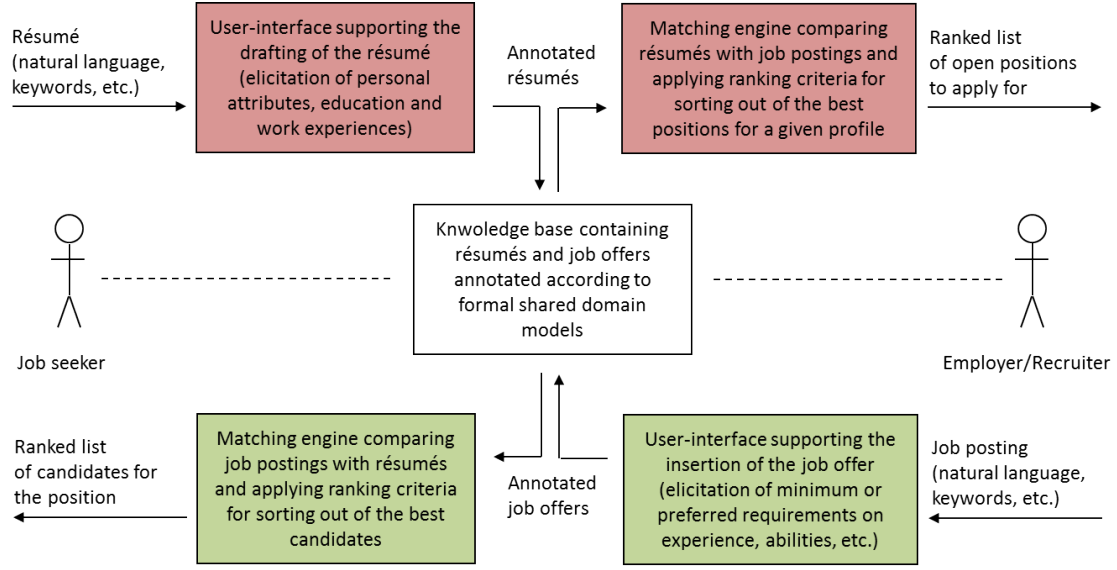 Résumé
(natural language,
keywords, etc.)
User-interface supporting the
drafting of the résumé
(elicitation of personal
attributes, education and
work experiences)
Annotated
résumés
Matching engine comparing
résumés with job postings and
applying ranking criteria for
sorting out of the best
positions for a given profile
Ranked list
of open positions
to apply for
Job seeker
Knwoledge base containing
résumés and job offers
annotated according to
formal shared domain
models
Employer/Recruiter
Ranked list
of candidates for
the position
Matching engine comparing
job postings with résumés
and applying ranking criteria
for sorting out of the best
candidates
Annotated
job offers
User-interface supporting the
insertion of the job offer
(elicitation of minimum or
preferred requirements on
experience, abilities, etc.)
Job posting
(natural language,
keywords, etc.)